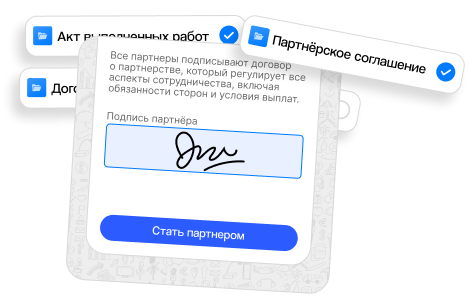 Акт выполненных работ
Партнёрское соглашение
Все партнеры подписывают договор
о партнерстве, который регулирует все
аспекты сотрудничества, включая
обязанности сторон и условия выплат.
Подпись партнёра
Стать партнером